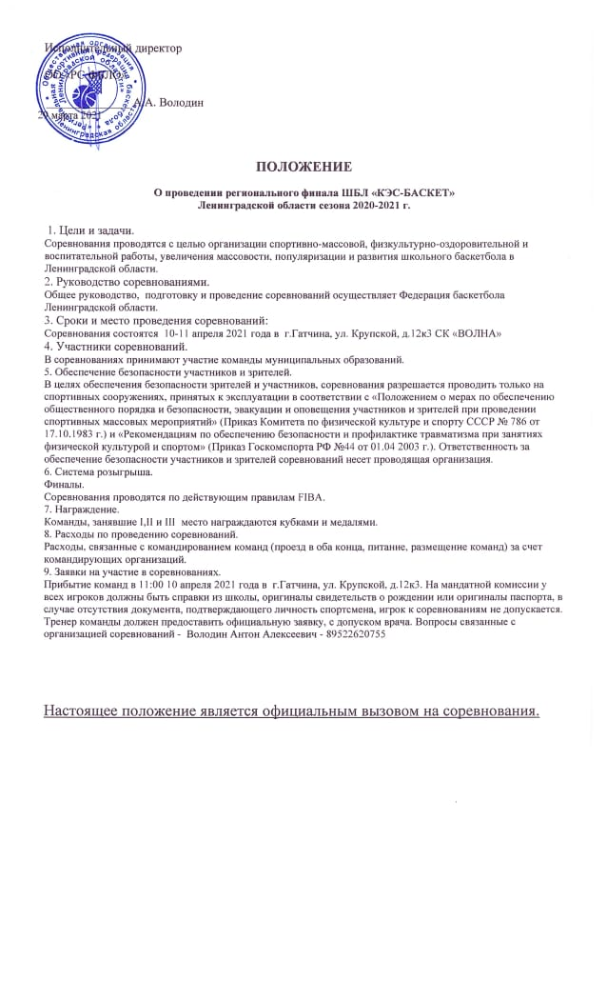 Исполнительный директор
А.А. Володин
29 марта 2021
ПОЛОЖЕНИЕ
О проведении регионального финала ШБЛ «КЭС-БАСКЕТ»
Ленинградской области сезона 2020-2021 г.
1. Цели и задачи.
Соревнования проводятся с целью организации спортивно-массовой, физкультурно-оздоровительной и
воспитательной работы, увеличения массовости, популяризации и развития школьного баскетбола в
Ленинградской области.
2. Руководство соревнованиями.
Общее руководство, подготовку и проведение соревнований осуществляет Федерация баскетбола
Ленинградской области.
3. Сроки и место проведения соревнований:
Соревнования состоятся 10-11 апреля 2021 года в г.Гатчина, ул. Крупской, д.12к3 СК «ВОЛНА»
4. Участники соревнований.
В соревнованиях принимают участие команды муниципальных образований.
5. Обеспечение безопасности участников и зрителей.
В целях обеспечения безопасности зрителей и участников, соревнования разрешается проводить только на
спортивных сооружениях, принятых к эксплуатации в соответствии с «Положением о мерах по обеспечению
общественного порядка и безопасности, эвакуации и оповещения участников и зрителей при проведении
спортивных массовых мероприятий» (Приказ Комитета по физической культуре и спорту СССР № 786 от
17.10.1983 г.) и «Рекомендациям по обеспечению безопасности и профилактике травматизма при занятиях
физической культурой и спортом» (Приказ Госкомспорта РФ №44 от 01.04 2003 г.). Ответственность за
обеспечение безопасности участников и зрителей соревнований несет проводящая организация.
6. Система розыгрыша.
Финалы.
Соревнования проводятся по действующим правилам FIBA.
7. Награждение.
Команды, занявшие I,II и III место награждаются кубками и медалями.
8. Расходы по проведению соревнований.
Расходы, связанные с командированием команд (проезд в оба конца, питание, размещение команд) за счет
командирующих организаций.
9. Заявки на участие в соревнованиях.
Прибытие команд в 11:00 10 апреля 2021 года в г.Гатчина, ул. Крупской, д.12к3. На мандатной комиссии у
всех игроков должны быть справки из школы, оригиналы свидетельств о рождении или оригиналы паспорта, в
случае отсутствия документа, подтверждающего личность спортсмена, игрок к соревнованиям не допускается.
Тренер команды должен предоставить официальную заявку, с допуском врача. Вопросы связанные с
организацией соревнований - Володин Антон Алексеевич - 89522620755
Настоящее положение является официальным вызовом на соревнования.